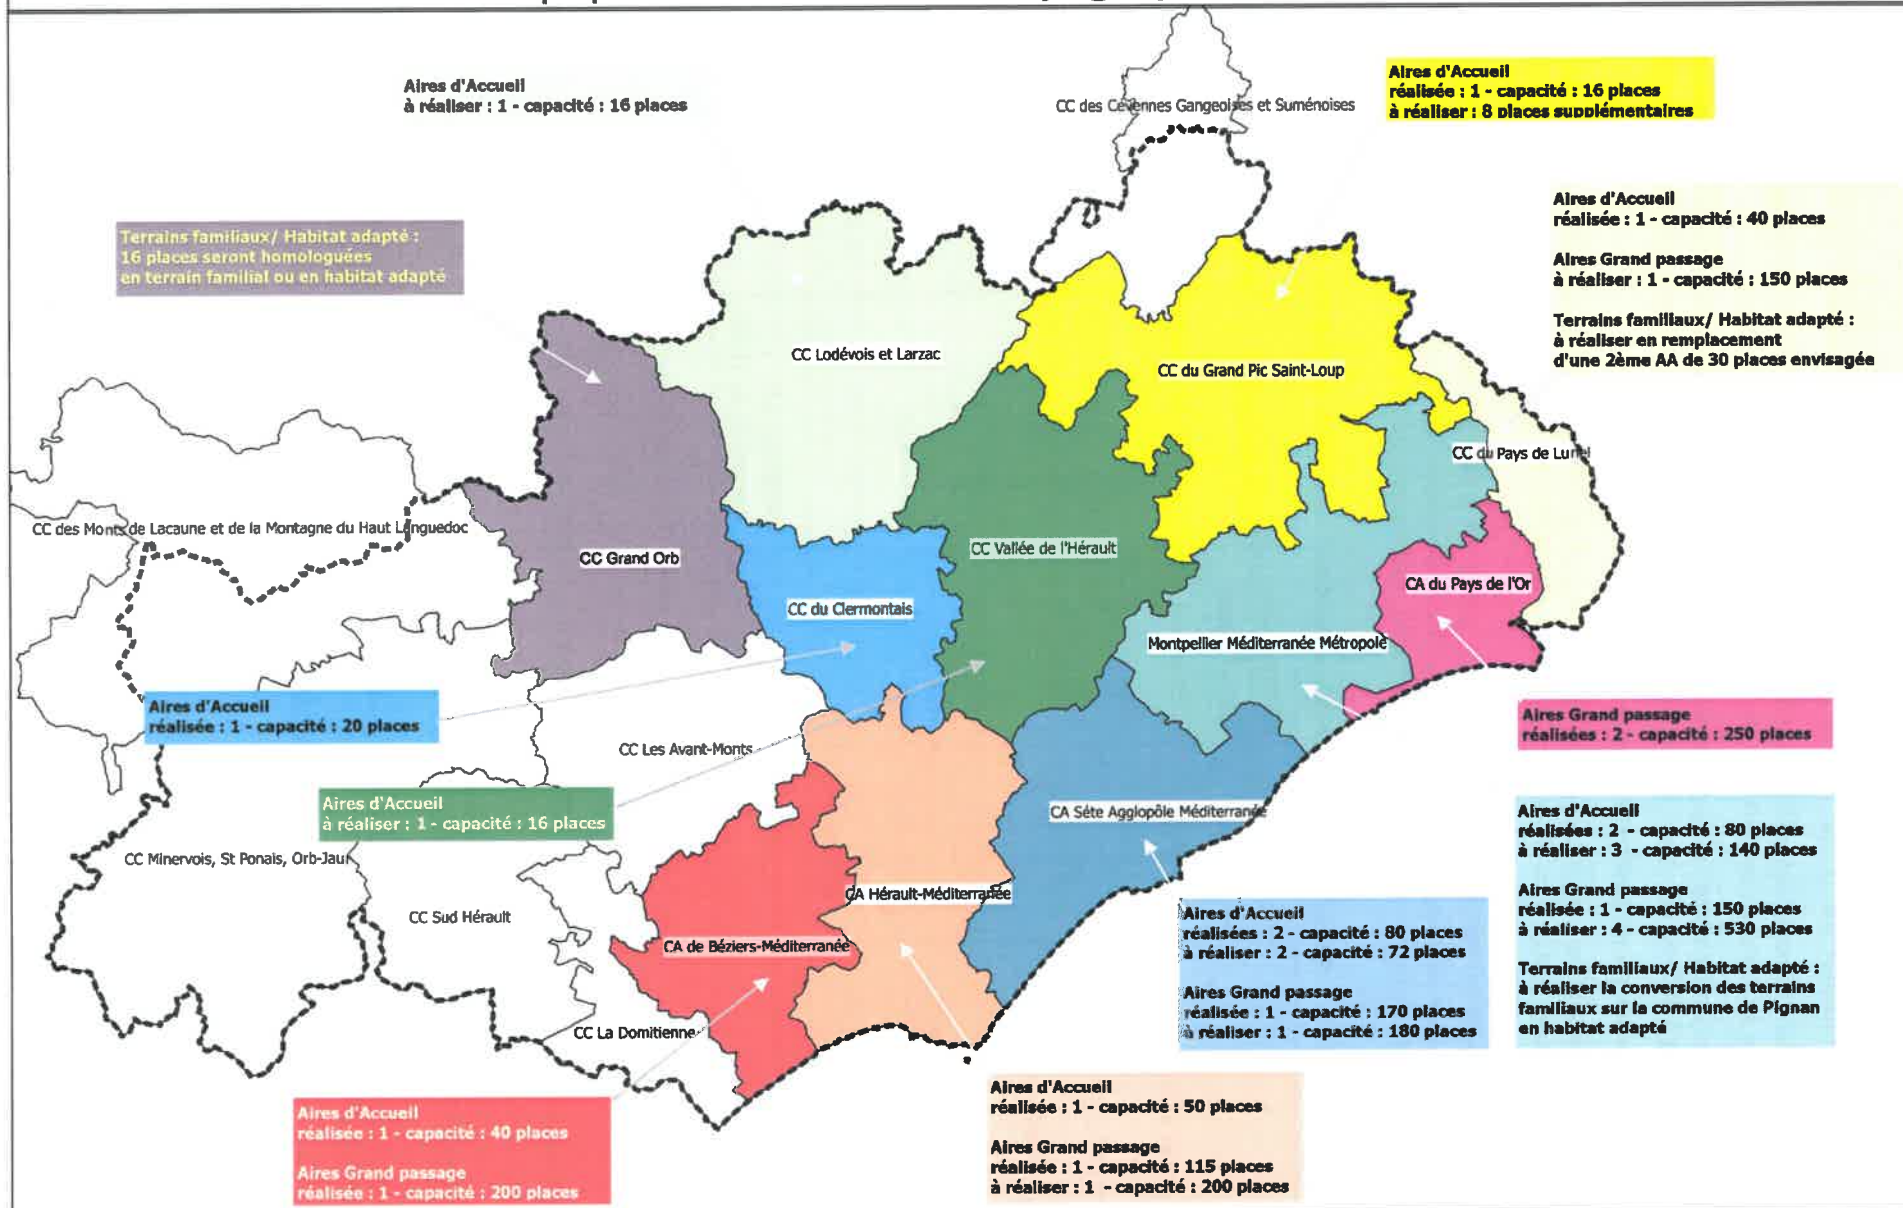 Aires d'Accueil
à réaliser : 1 - capacité : 16 places
CC des Cévennes Gangeoises et Suménoises
Aires d'Accueil
réalisée : 1 - capacité : 16 places
à réaliser : 8 places supplémentaires
Aires d'Accueil
réalisée : 1 - capacité : 40 places
Aires Grand passage
à réaliser : 1 - capacité : 150 places
Terrains familiaux/ Habitat adapté :
à réaliser en remplacement
d'une 2ème AA de 30 places envisagée
Terrains familiaux/ Habitat adapté :
16 places seront homologuées
en terrain familial ou en habitat adapté
CC Lodévois et Larzac
CC du Grand Pic Saint-Loup
CC du Pays de Lunel
CC des Monts de Lacaune et de la Montagne du Haut Languedoc
CC Grand Orb
CC Vallée de l'Hérault
CC du Clermontais
CA du Pays de l'Or
Montpellier Méditerranée Métropole
Aires d'Accueil
réalisée : 1 - capacité : 20 places
CC Les Avant-Monts
Aires Grand passage
réalisées : 2 - capacité : 250 places
Aires d'Accueil
à réaliser : 1 - capacité : 16 places
CA Séte Agglopôle Méditerranée
CC Minervois, St Ponais, Orb-Jaur
CC Sud Hérault
CA Hérault-Méditerranée
CA de Béziers-Méditerranée
CC La Domitienne
Aires d'Accueil
réalisées : 2 - capacité : 80 places
à réaliser : 3 - capacité : 140 places
Aires Grand passage
réalisée : 1 - capacité : 150 places
à réaliser : 4 - capacité : 530 places
Terrains familiaux/ Habitat adapté :
à réaliser la conversion des terrains
familiaux sur la commune de Pignan
en habitat adapté
Aires d'Accueil
réalisées : 2 - capacité : 80 places
à réaliser : 2 - capacité : 72 places
Aires Grand passage
réalisée : 1 - capacité : 170 places
à réaliser : 1 - capacité : 180 places
Aires d'Accueil
réalisée : 1 - capacité : 40 places
Aires Grand passage
réalisée : 1 - capacité : 200 places
Aires d'Accueil
réalisée : 1 - capacité : 50 places
Aires Grand passage
réalisée : 1 - capacité : 115 places
à réaliser : 1 - capacité : 200 places